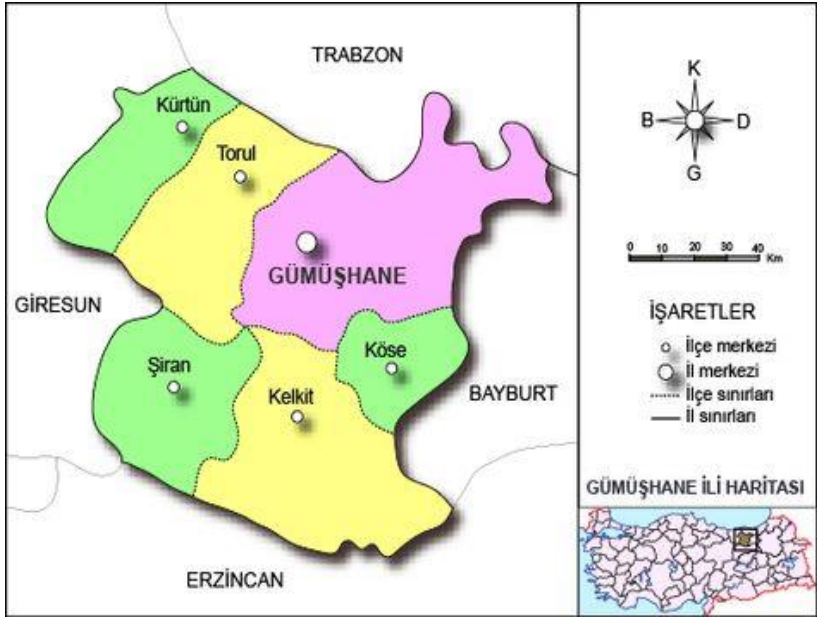 TRABZON
Kürtün
Torul
GÜMÜŞHANE
GİRESUN
Şiran
Köse
Kelkit
BAYBURT
ERZİNCAN
K
B D
G
0 10 20 30 40
Km
İŞARETLER
İlçe merkezi
İl merkezi
İlçe sınırları
İl sınırları
GÜMÜŞHANE İLİ HARİTASI